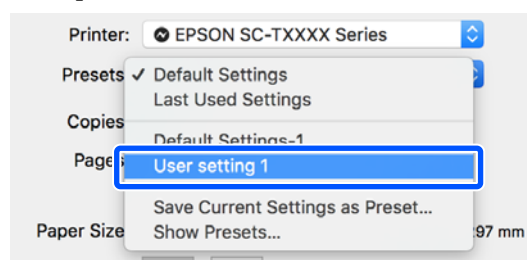 Printer: EPSON SC-TXXXX Series
Presets ✓ Default Settings
Last Used Settings
Copies
Default Settings-1
Pages
User setting 1
Save Current Settings as Preset...
Paper Size Show Presets... 97 mm